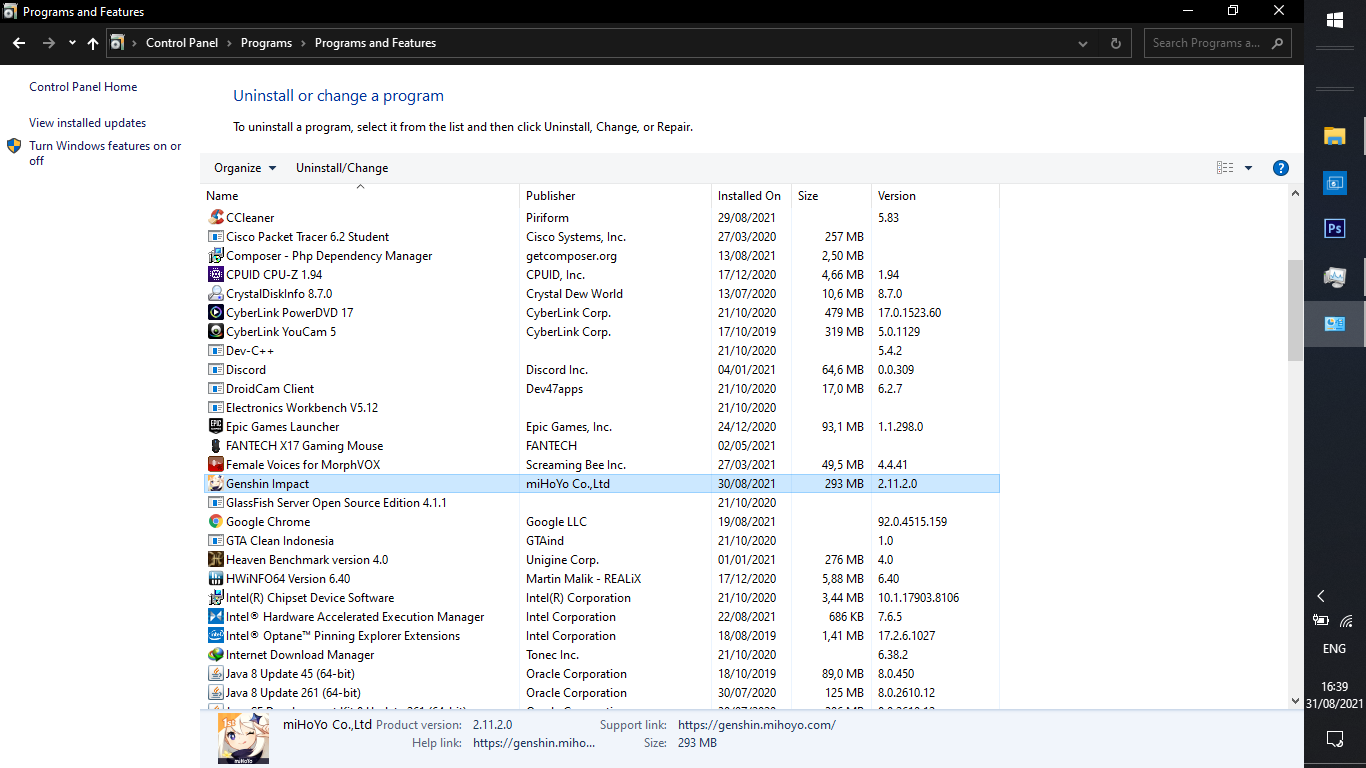 Programs and Features
Control Panel > Programs > Programs and Features
Search Programs a...
Control Panel Home
View installed updates
Turn Windows features on or
off
Uninstall or change a program
To uninstall a program, select it from the list and then click Uninstall, Change, or Repair.
Organize Uninstall/Change
Name Publisher Installed On Size Version
CCleaner Piriform 29/08/2021 5.83
Cisco Packet Tracer 6.2 Student Cisco Systems, Inc. 27/03/2020 257 MB
Composer - Php Dependency Manager getcomposer.org 13/08/2021 2,50 MB
CPUID CPU-Z 1.94 CPUID, Inc. 17/12/2020 4,66 MB 1.94
CrystalDiskInfo 8.7.0 Crystal Dew World 13/07/2020 10,6 MB 8.7.0
CyberLink PowerDVD 17 CyberLink Corp. 21/10/2020 479 MB 17.0.1523.60
CyberLink YouCam 5 CyberLink Corp. 17/10/2019 319 MB 5.0.1129
Dev-C++ 21/10/2020 5.4.2
Discord Discord Inc. 04/01/2021 64,6 MB 0.0.309
DroidCam Client Dev47apps 21/10/2020 17,0 MB 6.2.7
Electronics Workbench V5.12 21/10/2020
Epic Games Launcher Epic Games, Inc. 24/12/2020 93,1 MB 1.1.298.0
FANTECH X17 Gaming Mouse FANTECH 02/05/2021
Female Voices for MorphVOX Screaming Bee Inc. 27/03/2021 49,5 MB 4.4.41
Genshin Impact miHoYo Co.,Ltd 30/08/2021 293 MB 2.11.2.0
GlassFish Server Open Source Edition 4.1.1 21/10/2020
Google Chrome Google LLC 19/08/2021 92.0.4515.159
GTA Clean Indonesia GTAind 21/10/2020 1.0
Heaven Benchmark version 4.0 Unigine Corp. 01/01/2021 276 MB 4.0
HWiNFO64 Version 6.40 Martin Malik - REALiX 17/12/2020 5,88 MB 6.40
Intel(R) Chipset Device Software Intel(R) Corporation 21/10/2020 3,44 MB 10.1.17903.8106
Intel® Hardware Accelerated Execution Manager Intel Corporation 22/08/2021 686 KB 7.6.5
Intel® Optane™ Pinning Explorer Extensions Intel Corporation 18/08/2019 1,41 MB 17.2.6.1027
Internet Download Manager Tonec Inc. 21/10/2020 6.38.2
Java 8 Update 45 (64-bit) Oracle Corporation 18/10/2019 89,0 MB 8.0.450
Java 8 Update 261 (64-bit) Oracle Corporation 30/07/2020 125 MB 8.0.2610.12
miHoYo Co.,Ltd Product version: 2.11.2.0 Support link: https://genshin.mihoyo.com/
Help link: https://genshin.miho... Size: 293 MB
miHoYo
Ps
ENG
16:39
31/08/2021